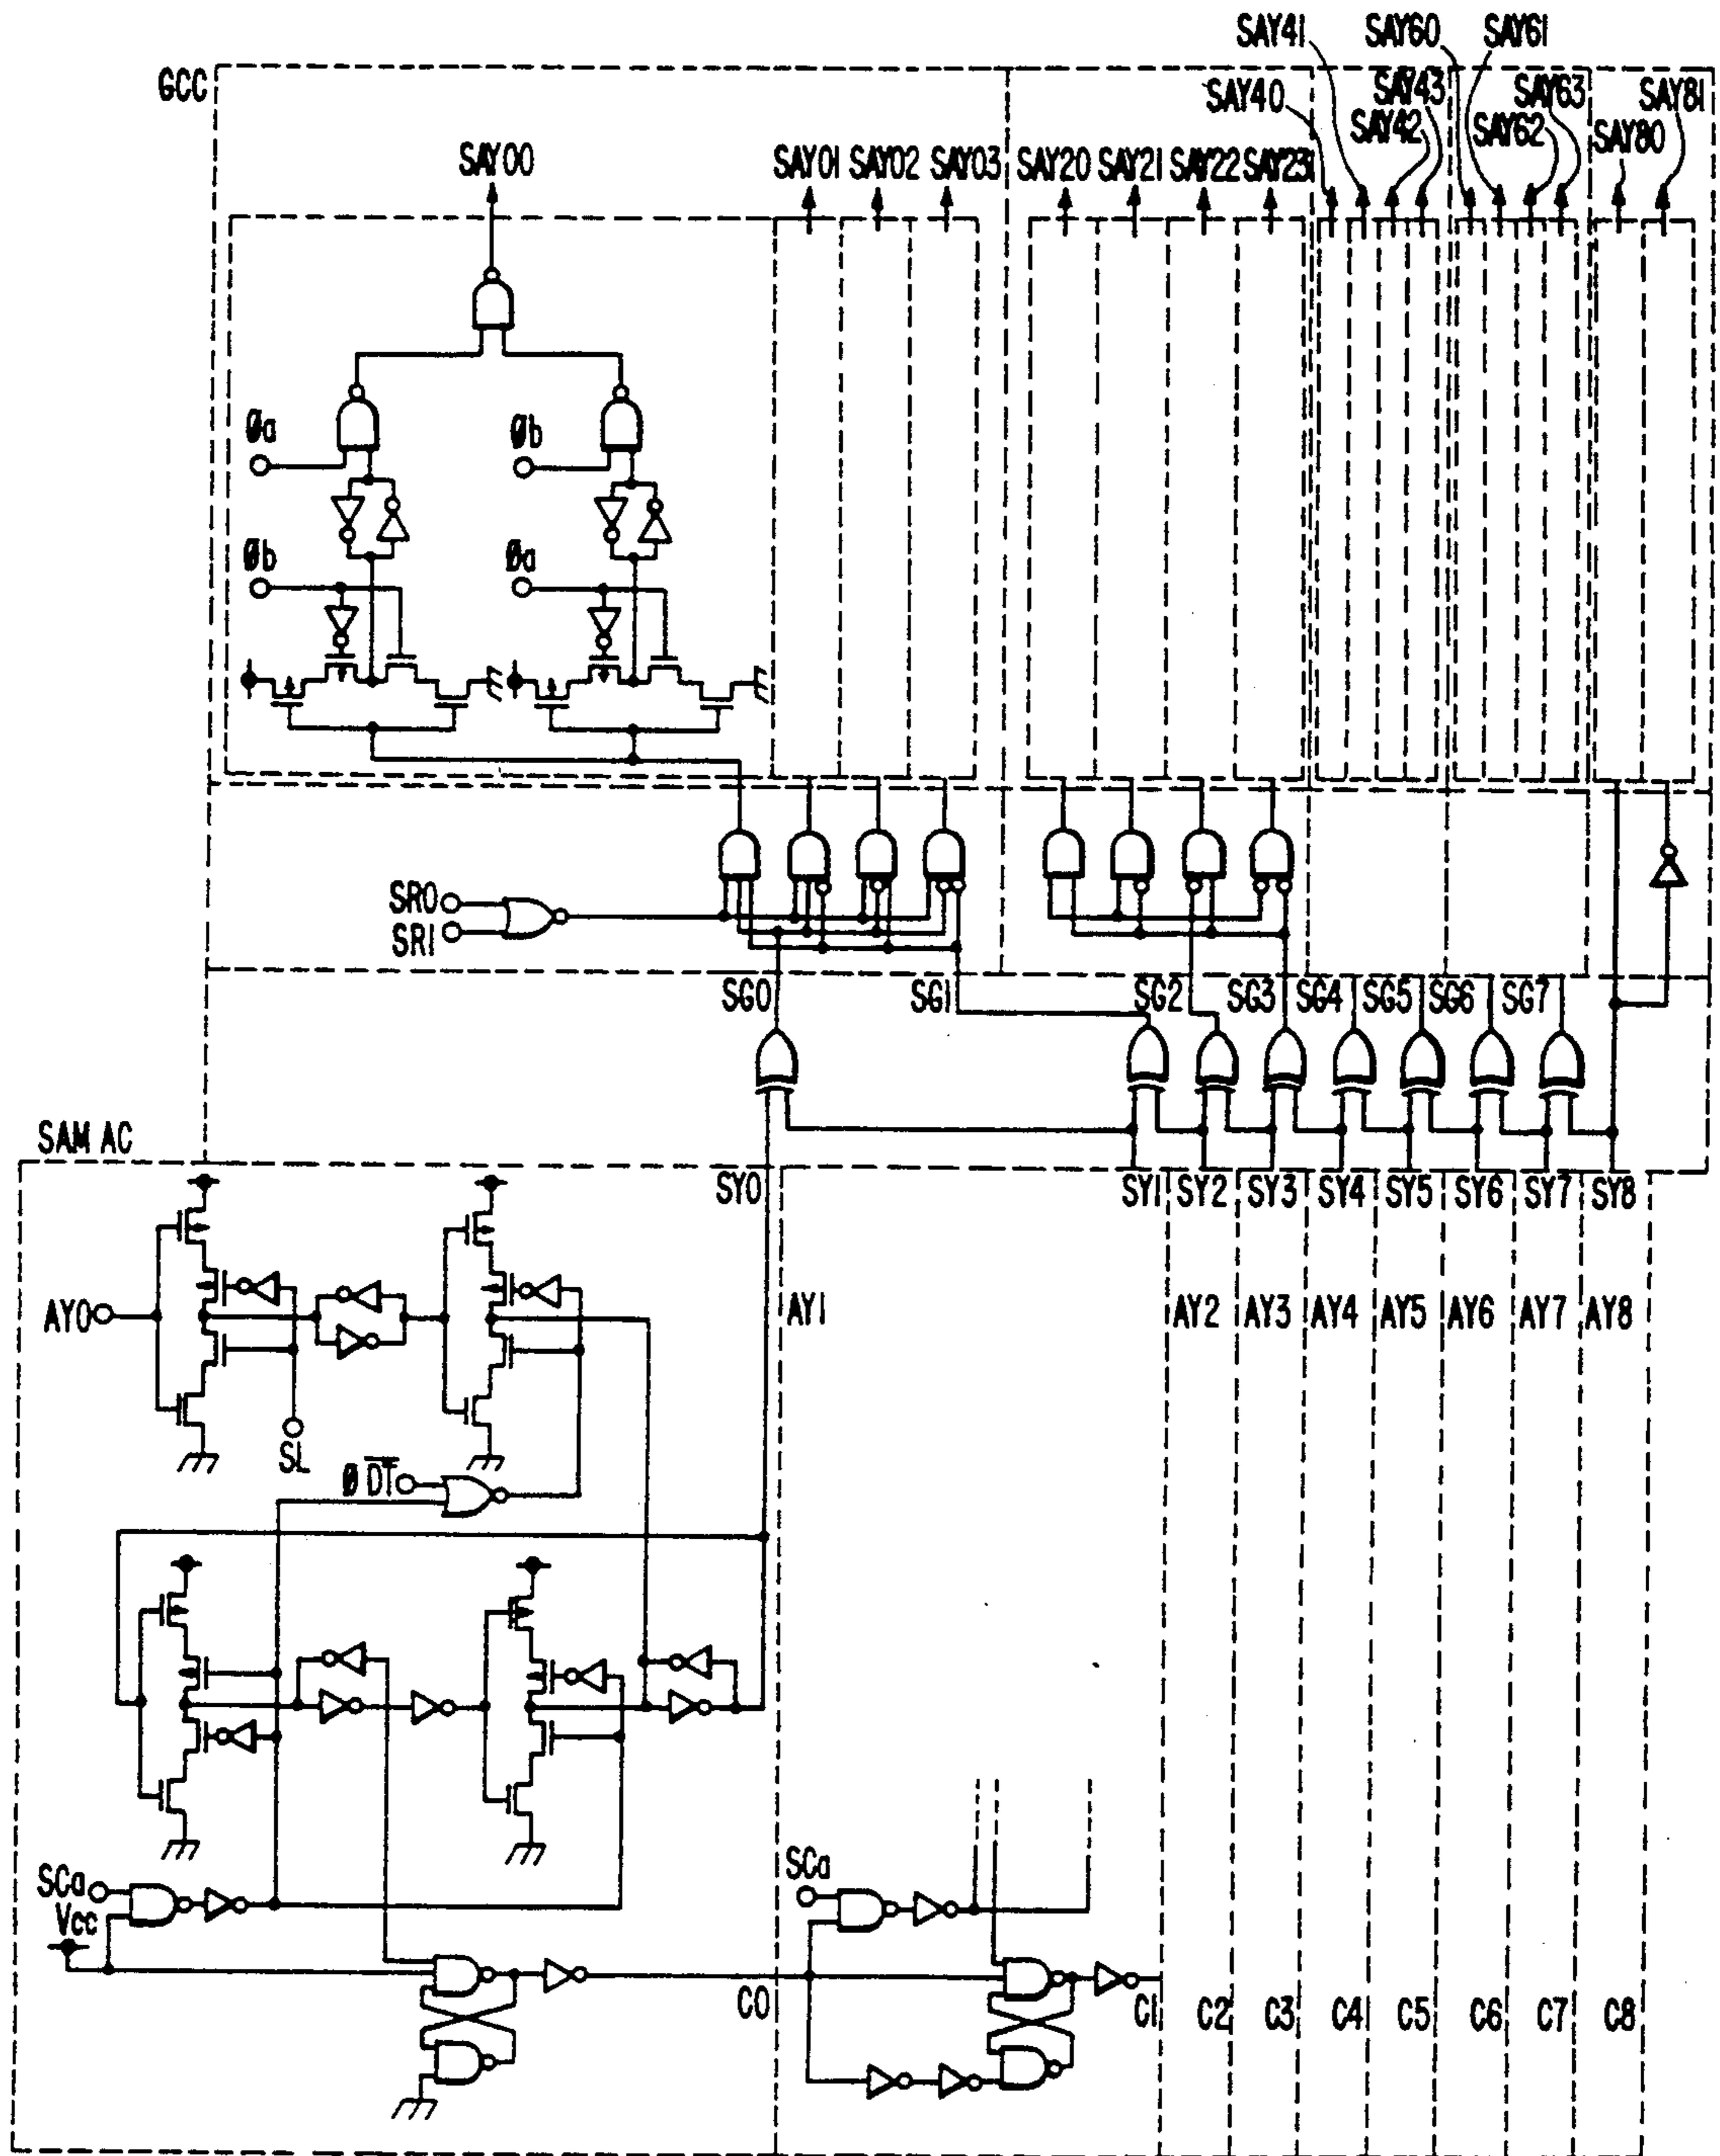 SAY41 SAY60 SAY61
GCC
SAY40 SAY43 SAY63 SAY81
SAY42 SAY62 SAY80
SAY00 SAY01 SAY02 SAY03 SAY20 SAY21 SAY22 SAY23
Øa Øb
Øb Øa
SR0
SR1
SG0 SG1 SG2 SG3 SG4 SG5 SG6 SG7
SAM AC
SY0 SY1 SY2 SY3 SY4 SY5 SY6 SY7 SY8
AY0 AY1 AY2 AY3 AY4 AY5 AY6 AY7 AY8
SL
Ø D̅T̅
SCa SCa
Vcc
C0 C1 C2 C3 C4 C5 C6 C7 C8